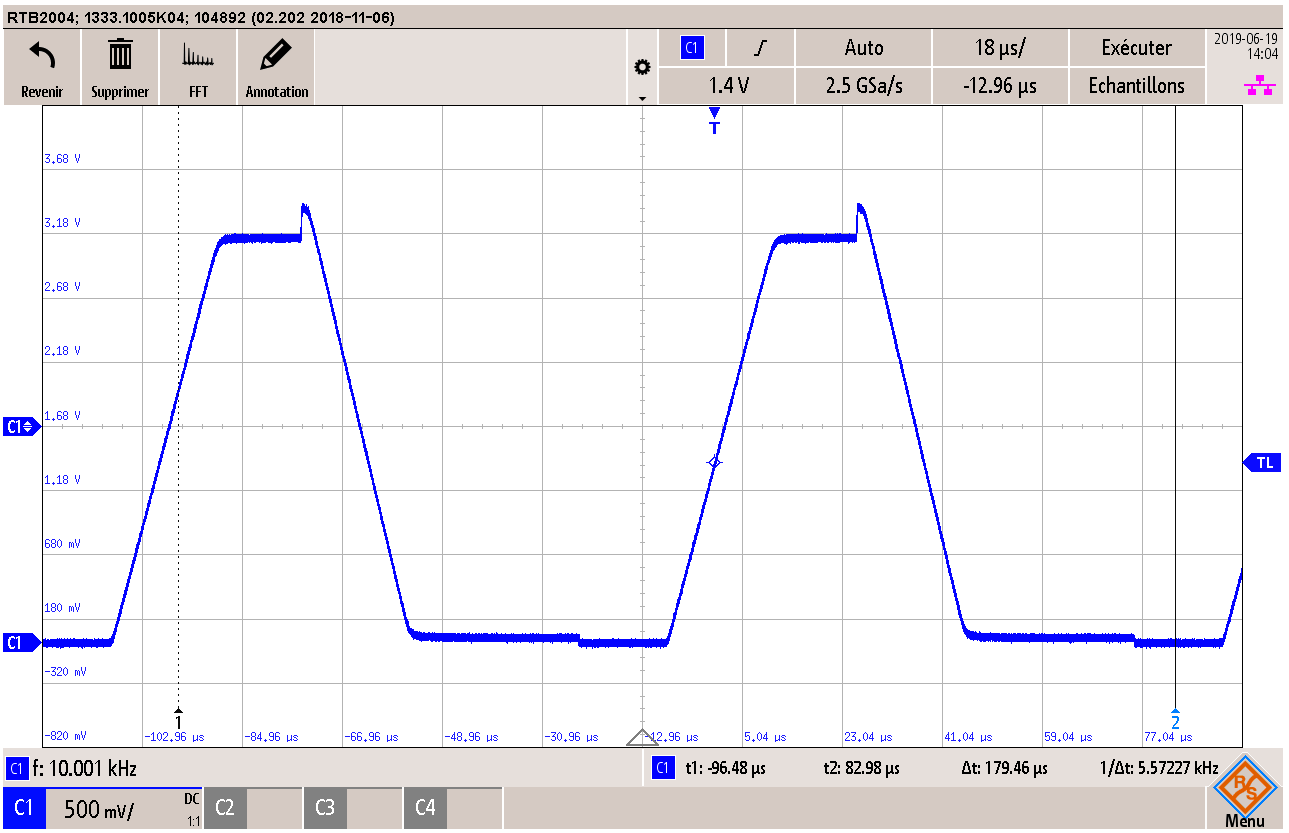 RTB2004; 1333.1005K04; 104892 (02.202 2018-11-06)
Revenir
Supprimer
FFT
Annotation
C1
Auto
18 µs/
Exécuter
2019-06-19
14:04
1.4 V
2.5 GSa/s
-12.96 µs
Echantillons
T
3.68 V
3.18 V
2.68 V
2.18 V
1.68 V
C1
1.18 V
TL
680 mV
180 mV
C1
-320 mV
1
2
-820 mV
-102.96 µs
-84.96 µs
-66.96 µs
-48.96 µs
-30.96 µs
-12.96 µs
5.04 µs
23.04 µs
41.04 µs
59.04 µs
77.04 µs
C1 f: 10.001 kHz
C1 t1: -96.48 µs t2: 82.98 µs Δt: 179.46 µs 1/Δt: 5.57227 kHz
C1 500 mV/ DC 1:1 C2 C3 C4
R&S
Menu